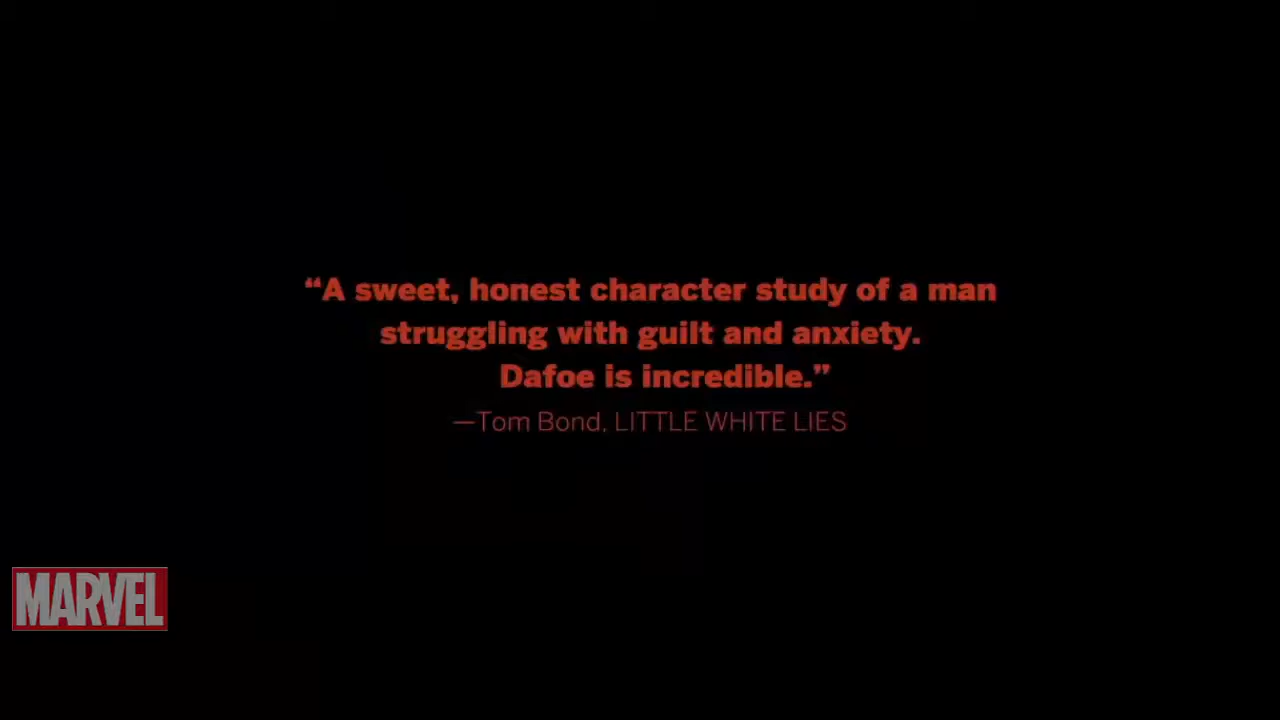 “A sweet, honest character study of a man
struggling with guilt and anxiety.
Dafoe is incredible.”
—Tom Bond, LITTLE WHITE LIES
MARVEL